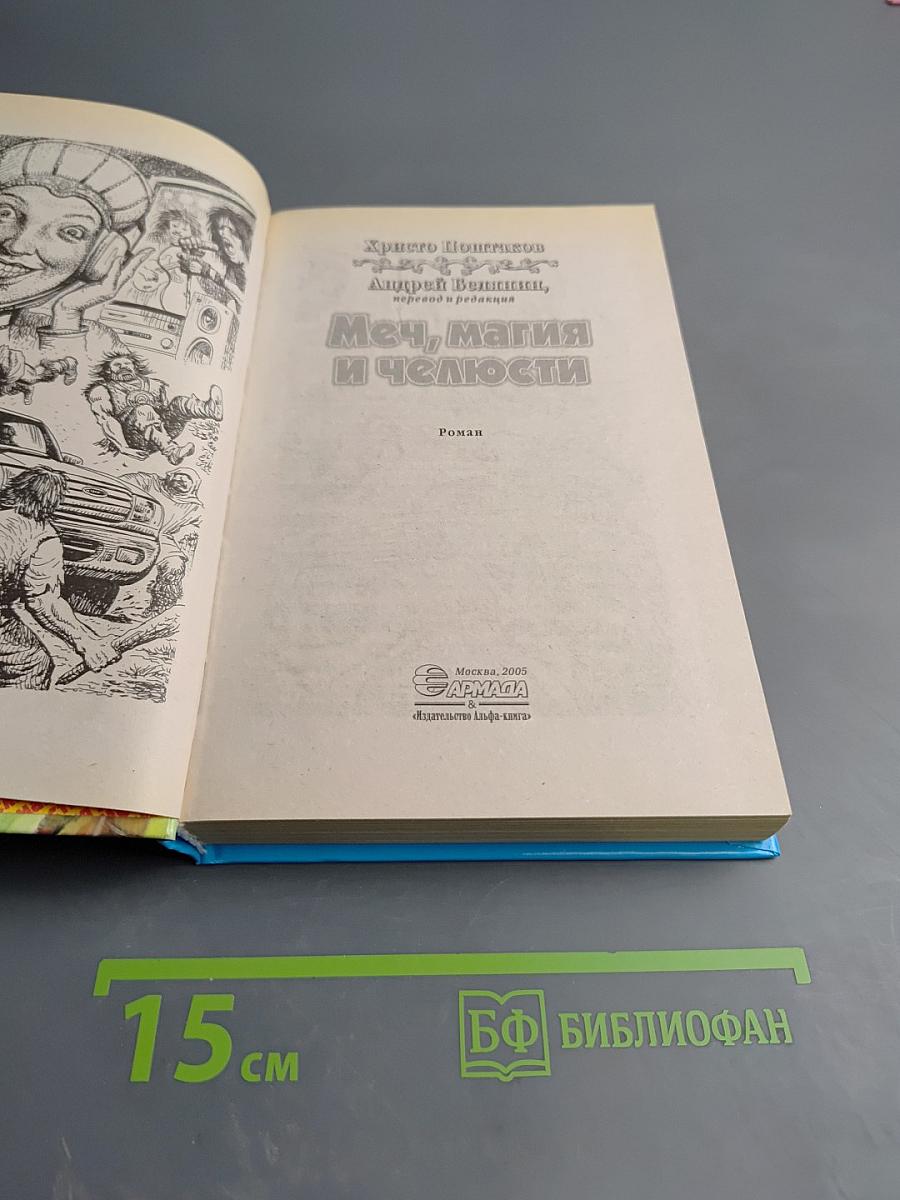 Христо Поштаков
Андрей Белянин,
перевод и редакция
Меч, магия
и челюсти
Роман
Москва, 2005
АРМАДА
&
«Издательство Альфа-книга»
15 см
БФ БИБЛИОФАН